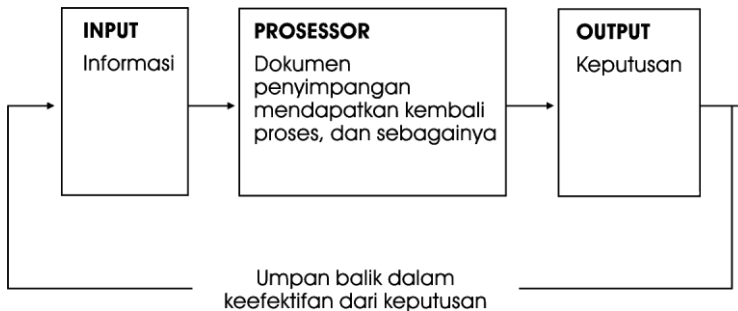 INPUT
Informasi
PROSESSOR
Dokumen
penyimpangan
mendapatkan kembali
proses, dan sebagainya
OUTPUT
Keputusan
Umpan balik dalam
keefektifan dari keputusan